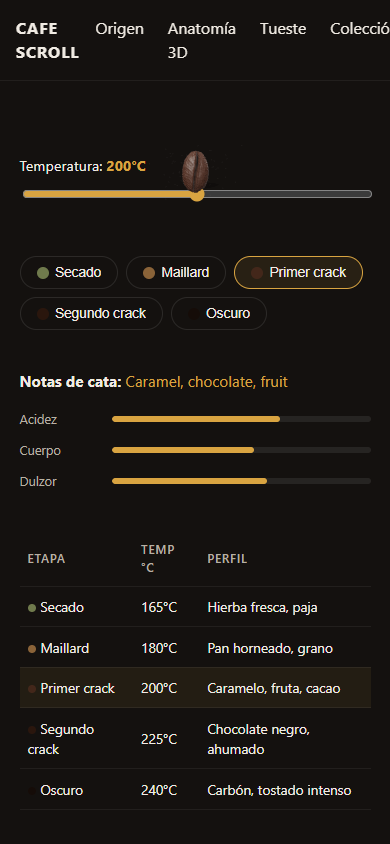 CAFE SCROLL
Origen
Anatomía 3D
Tueste
Colecció
Temperatura: 200°C
Secado
Maillard
Primer crack
Segundo crack
Oscuro
Notas de cata: Caramel, chocolate, fruit
Acidez
Cuerpo
Dulzor
ETAPA TEMP °C PERFIL
Secado 165°C Hierba fresca, paja
Maillard 180°C Pan horneado, grano
Primer crack 200°C Caramelo, fruta, cacao
Segundo crack 225°C Chocolate negro, ahumado
Oscuro 240°C Carbón, tostado intenso